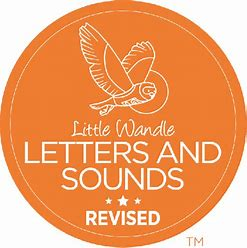 Little Wandle
LETTERS AND
SOUNDS
REVISED
TM